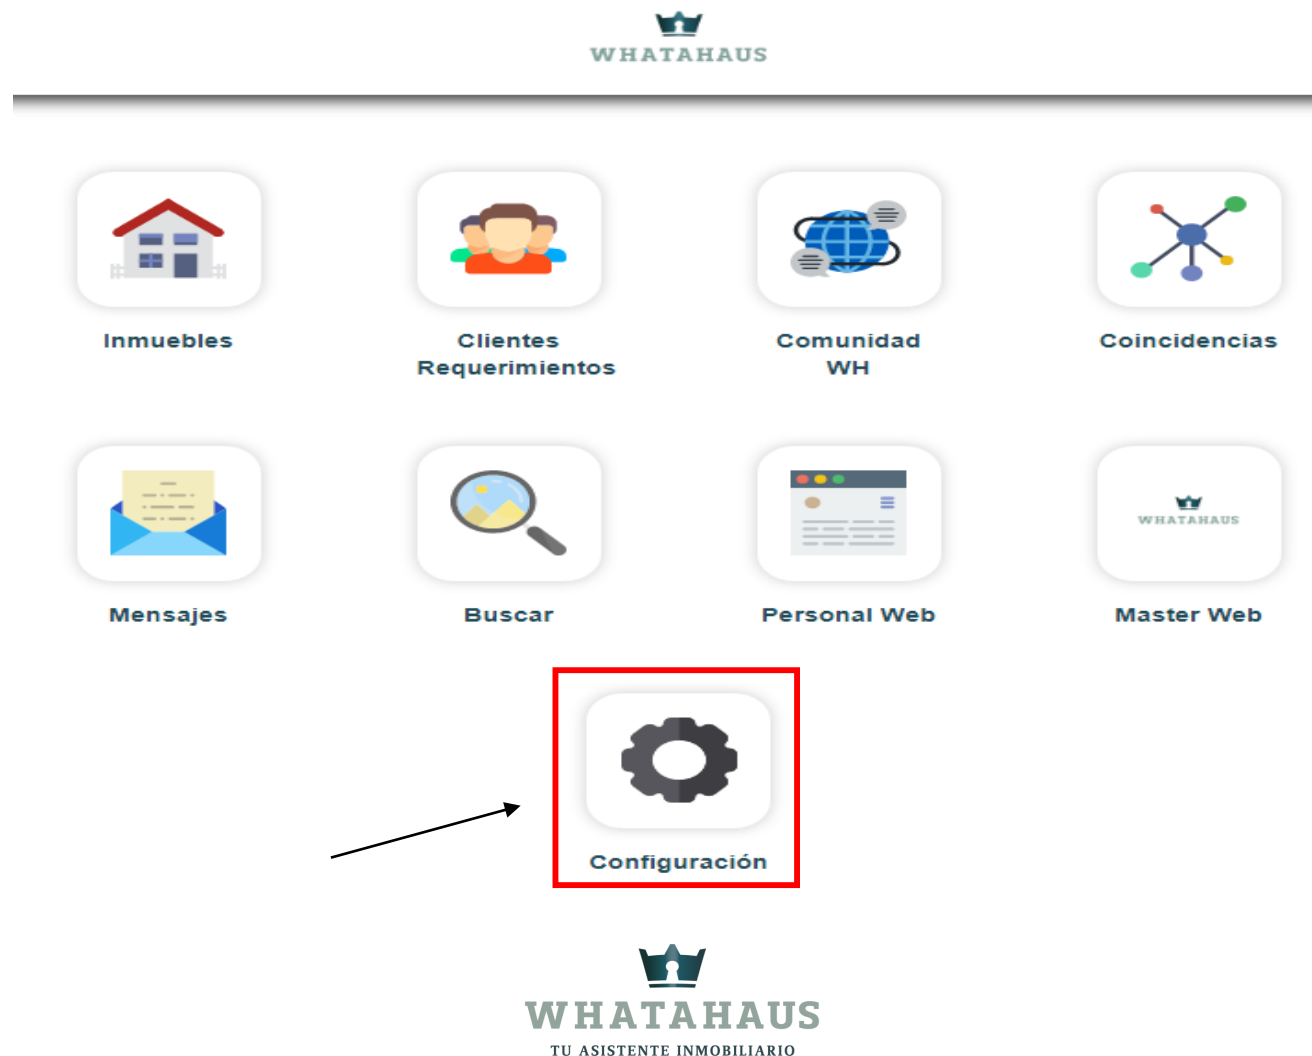 WHATAHAUS
Inmuebles
Clientes
Requerimientos
Comunidad
WH
Coincidencias
Mensajes
Buscar
Personal Web
WHATAHAUS
Master Web
Configuración
WHATAHAUS
TU ASISTENTE INMOBILIARIO